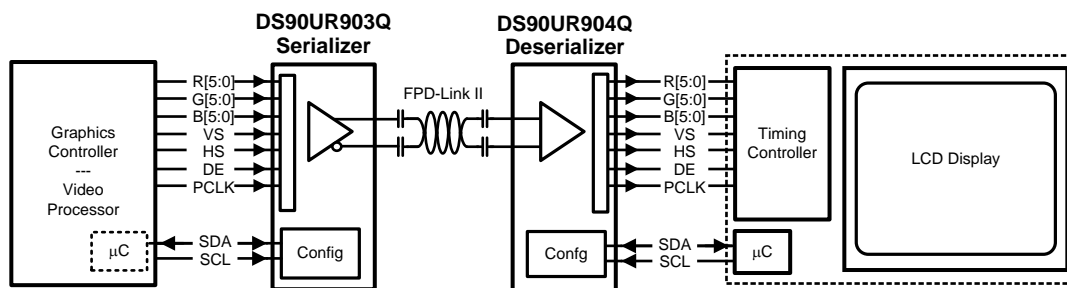 DS90UR903Q
Serializer
DS90UR904Q
Deserializer
Graphics
Controller
---
Video
Processor
μC
R[5:0]
G[5:0]
B[5:0]
VS
HS
DE
PCLK
SDA
SCL
Config
FPD-Link II
Confg
R[5:0]
G[5:0]
B[5:0]
VS
HS
DE
PCLK
SDA
SCL
Timing
Controller
μC
LCD Display